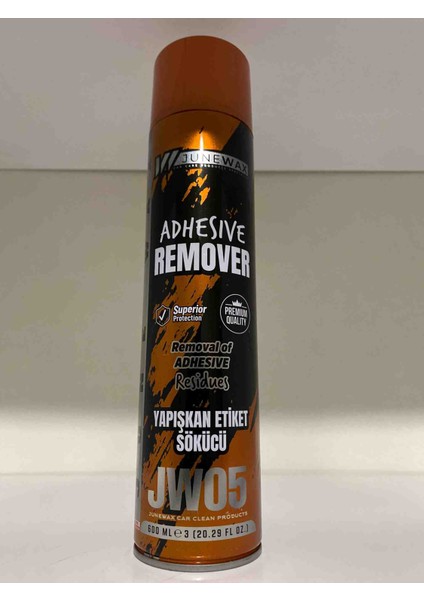 JUNEWAX
ADHESIVE
REMOVER
Superior
Protection
PREMIUM
QUALITY
Removal of
ADHESIVE
Residues
YAPIŞKAN ETİKET
SÖKÜCÜ
JW05
JUNEWAX CAR CLEAN PRODUCTS
600 ML ℮ 3 (20.29 FL OZ.)